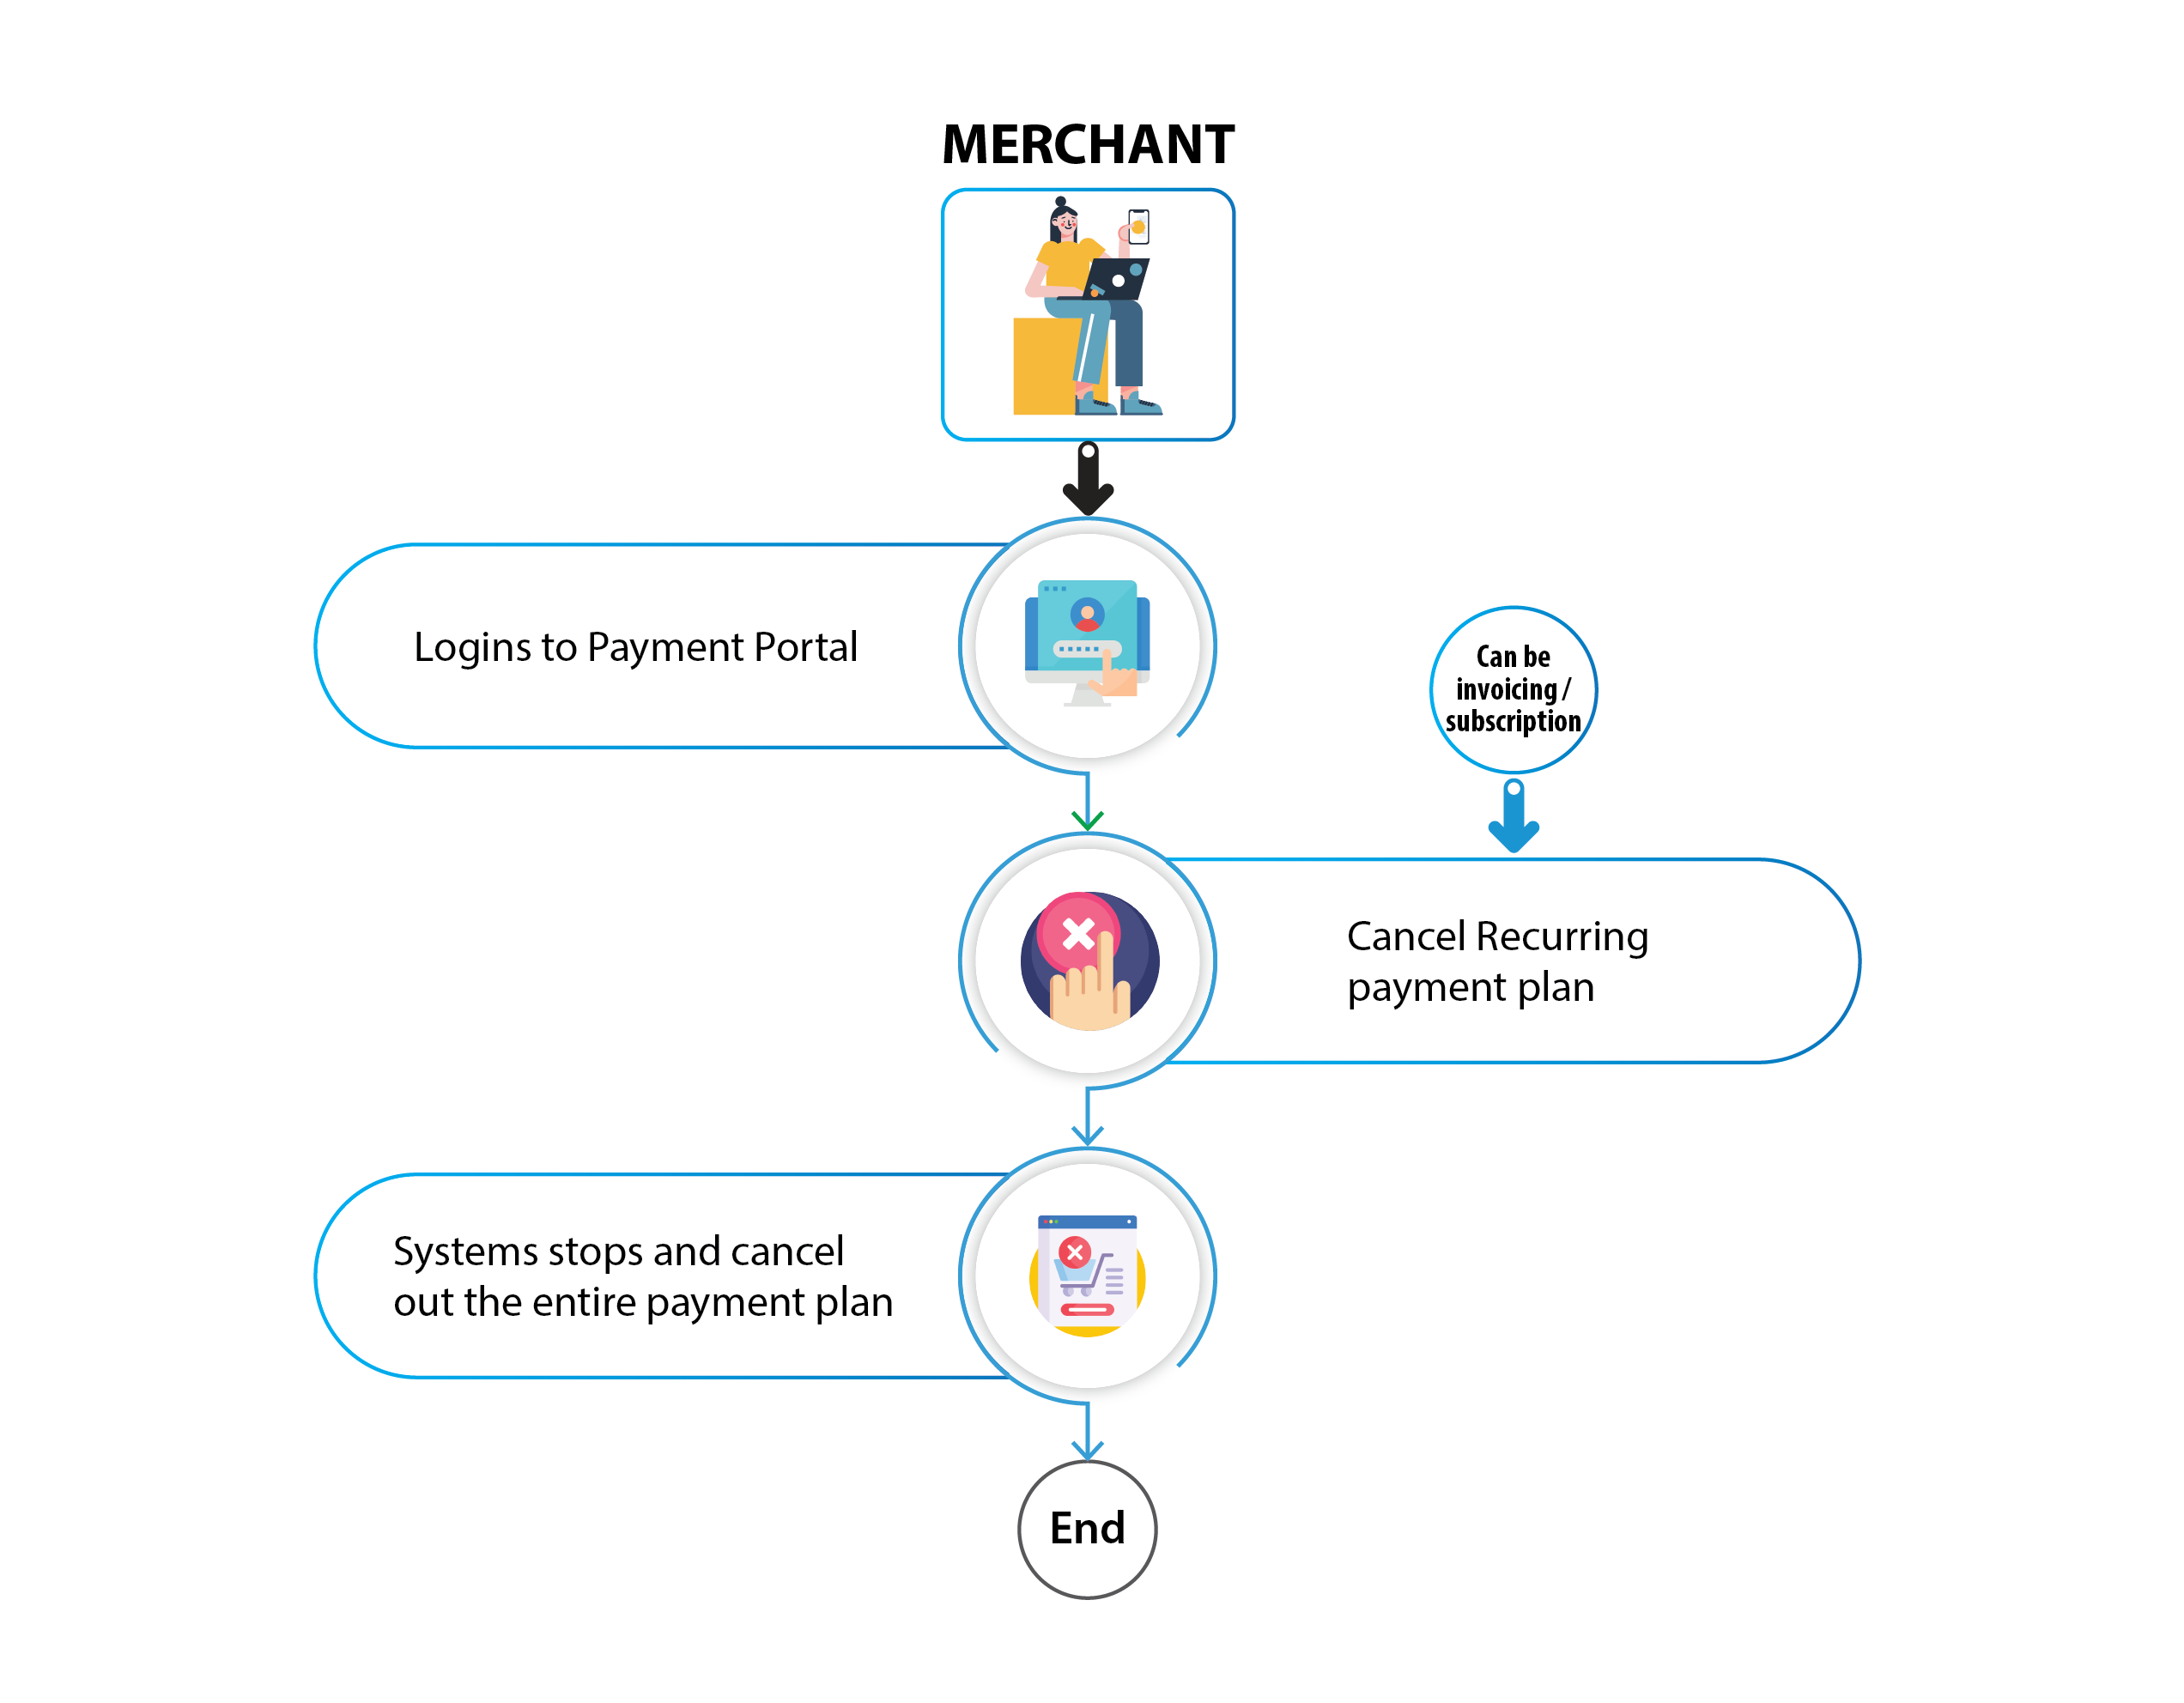 MERCHANT
Logins to Payment Portal
Can be
invoicing /
subscription
Cancel Recurring
payment plan
Systems stops and cancel
out the entire payment plan
End